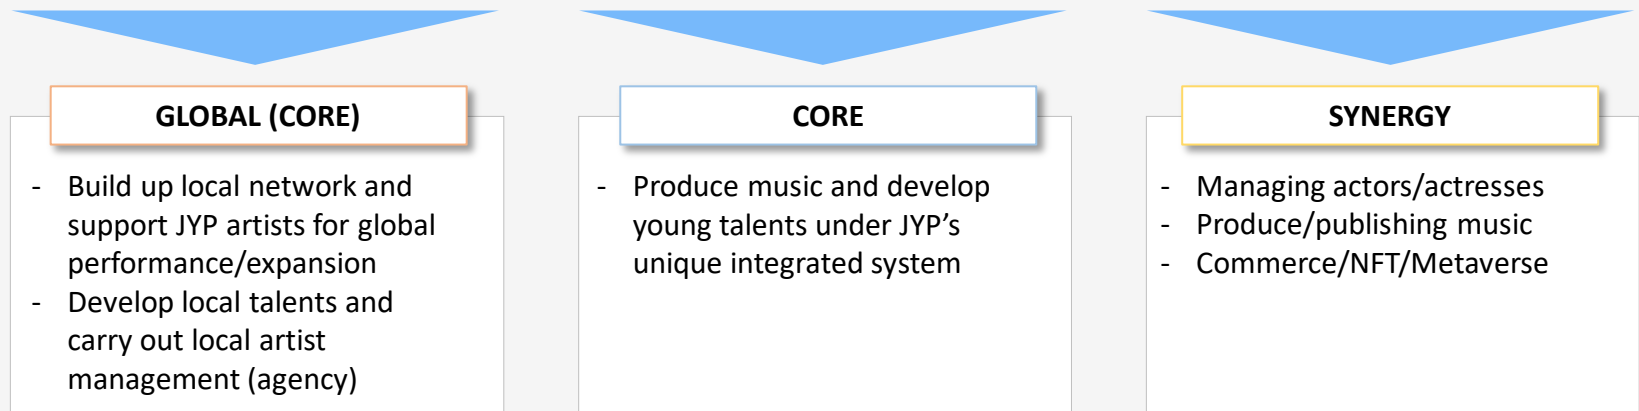 GLOBAL (CORE)
- Build up local network and
support JYP artists for global
performance/expansion
- Develop local talents and
carry out local artist
management (agency)
CORE
- Produce music and develop
young talents under JYP’s
unique integrated system
SYNERGY
- Managing actors/actresses
- Produce/publishing music
- Commerce/NFT/Metaverse